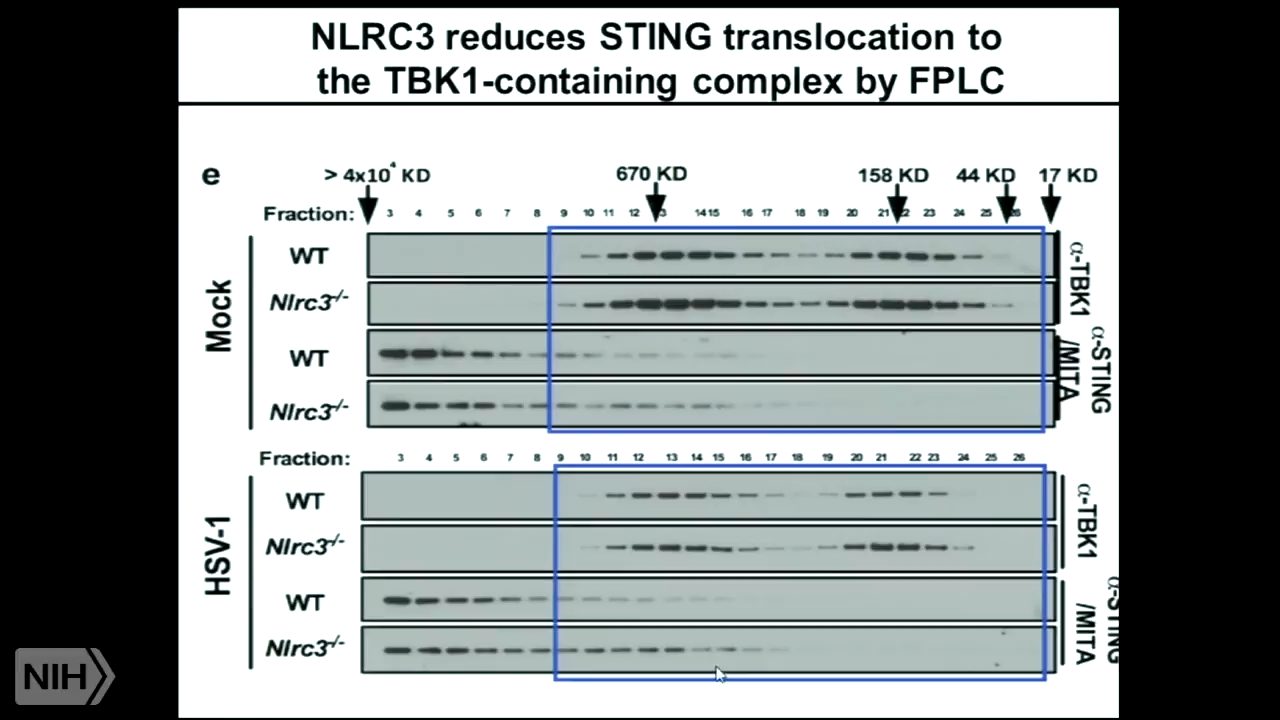 NLRC3 reduces STING translocation to
the TBK1-containing complex by FPLC
e
> 4x10⁴ KD 670 KD 158 KD 44 KD 17 KD
Fraction: 3 4 5 6 7 8 9 10 11 12 3 14 15 16 17 18 19 20 21 22 23 24 25 26
Mock
WT
Nlrc3-/-
α-TBK1
WT
Nlrc3-/-
α-STING
/MITA
Fraction: 3 4 5 6 7 8 9 10 11 12 13 14 15 16 17 18 19 20 21 22 23 24 25 26
HSV-1
WT
Nlrc3-/-
α-TBK1
WT
Nlrc3-/-
α-STING
/MITA
NIH